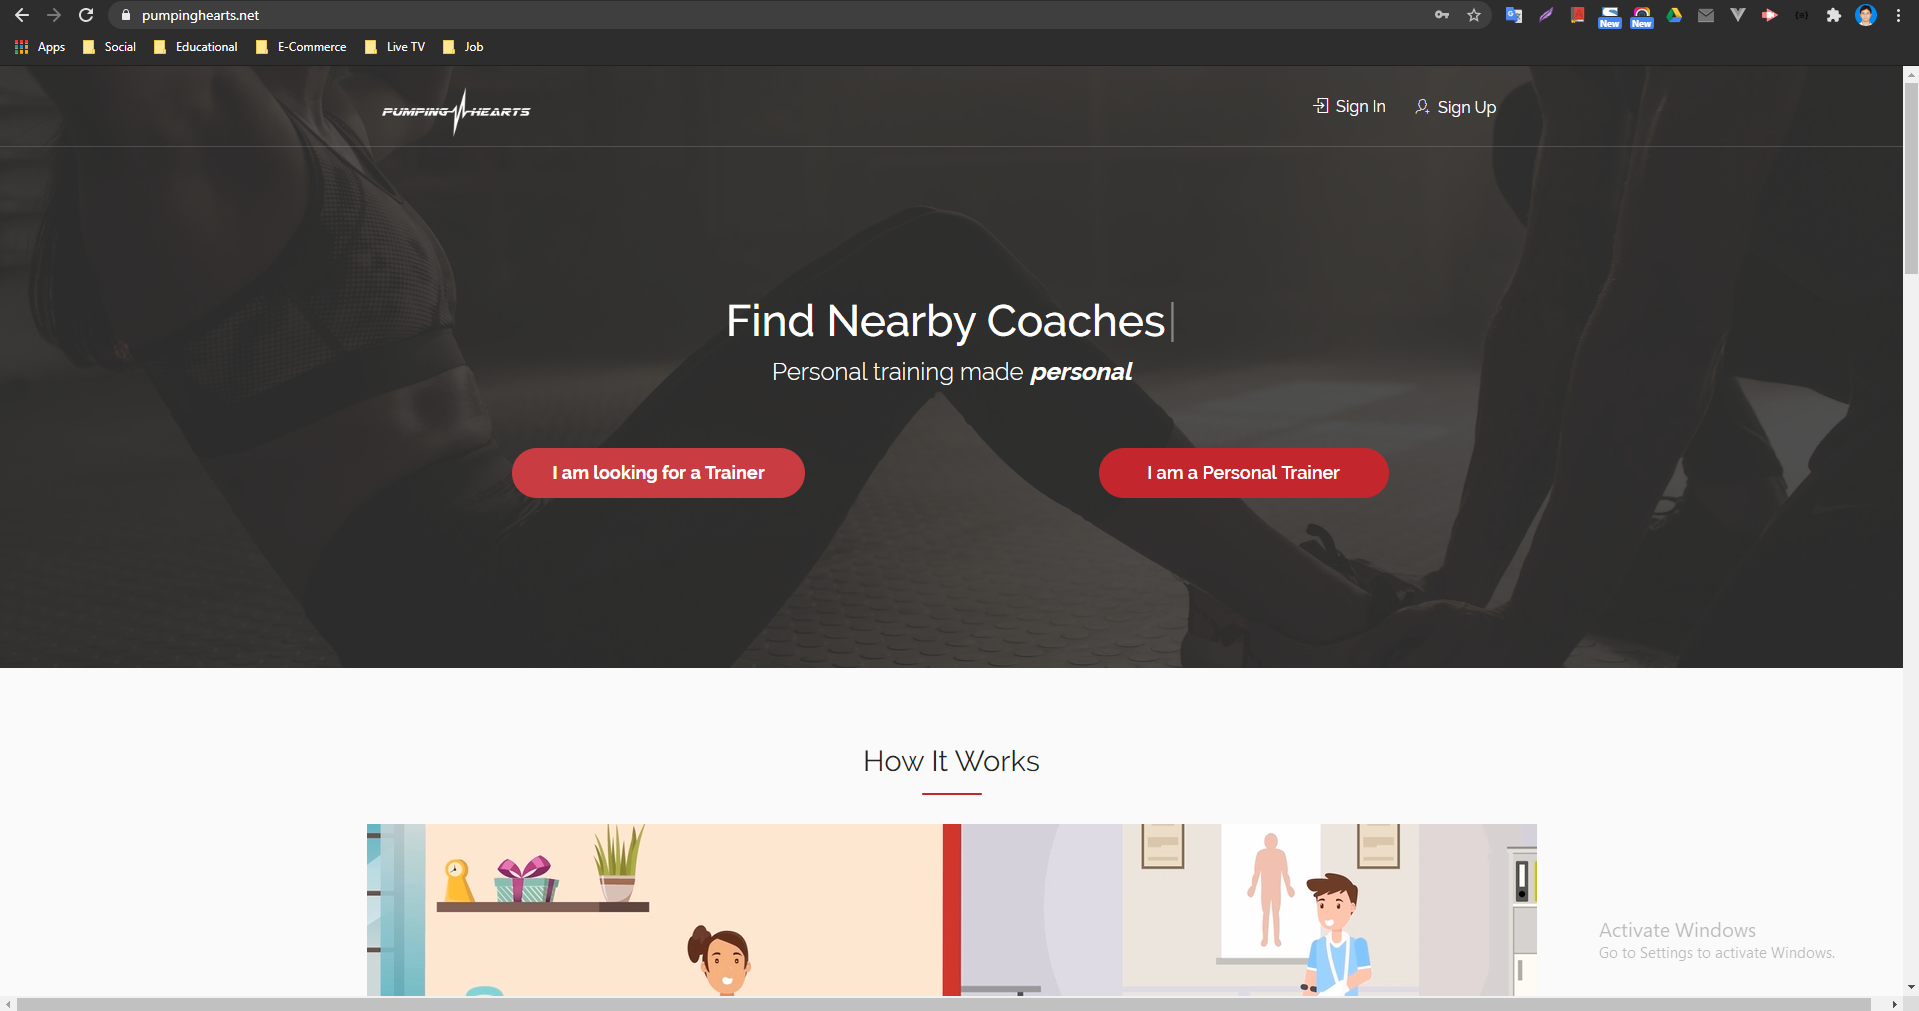 pumpinghearts.net
New
New
Apps
Social
Educational
E-Commerce
Live TV
Job
PUMPING HEARTS
Sign In
Sign Up
Find Nearby Coaches
Personal training made personal
I am looking for a Trainer
I am a Personal Trainer
How It Works
Activate Windows
Go to Settings to activate Windows.